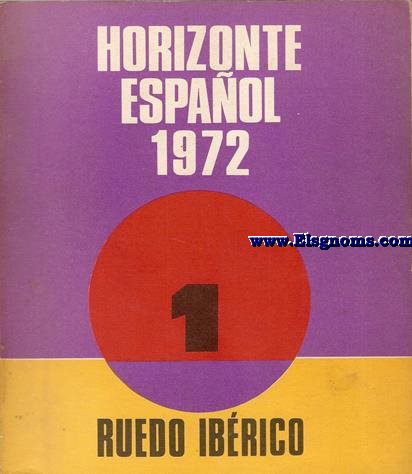 HORIZONTE
ESPAÑOL
1972
www.Elsgnoms.com
1
RUEDO IBÉRICO